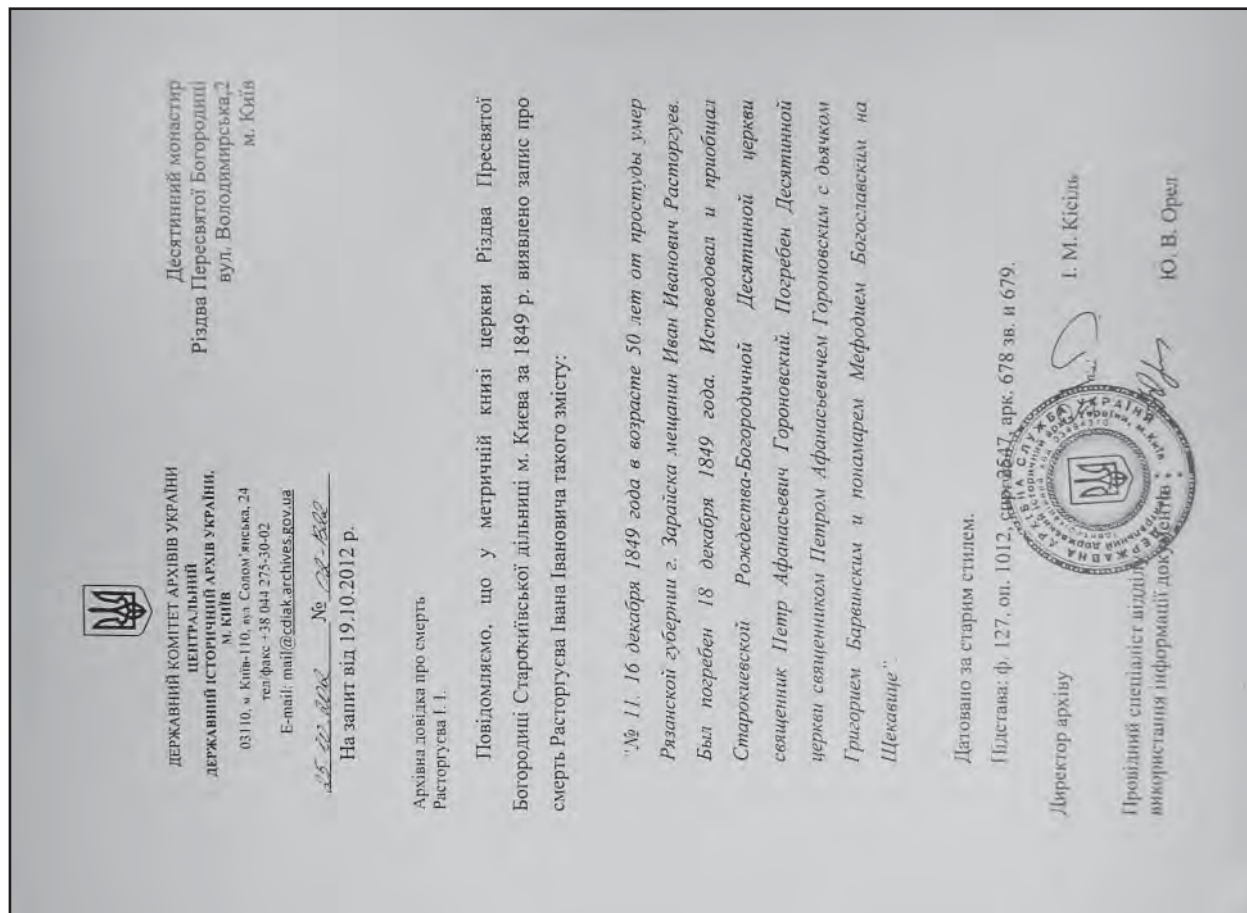 ДЕРЖАВНИЙ КОМІТЕТ АРХІВІВ УКРАЇНИ
ЦЕНТРАЛЬНИЙ
ДЕРЖАВНИЙ ІСТОРИЧНИЙ АРХІВ УКРАЇНИ,
М. КИЇВ
03110, м. Київ-110, вул. Солом'янська, 24
тел/факс +38 044 275-30-02
E-mail: mail@cdiak.archives.gov.ua
№
На запит від 19.10.2012 р.
Десятинний монастир
Різдва Пересвятої Богородиці
вул. Володимирська,2
м. Київ
Архівна довідка про смерть
Расторгуєва І. І.
Повідомляємо, що у метричній книзі церкви Різдва Пресвятої
Богородиці Старокиївської дільниці м. Києва за 1849 р. виявлено запис про
смерть Расторгуєва Івана Івановича такого змісту:
"№ 11. 16 декабря 1849 года в возрасте 50 лет от простуды умер
Рязанской губернии г. Зарайска мещанин Иван Иванович Расторгуев.
Был погребен 18 декабря 1849 года. Исповедовал и приобщал
Старокиевской Рождества-Богородичной Десятинной церкви
священник Петр Афанасьевич Гороновский. Погребен Десятинной
церкви священником Петром Афанасьевичем Гороновским с дьячком
Григорием Барвинским и понамарем Мефодием Богославским на
Щекавице".
Датовано за старим стилем.
Підстава: ф. 127, оп. 1012, арк. 678 зв. и 679.
Директор архіву
І. М. Кісіль
Провідний спеціаліст відділу
використання інформації документів
Ю. В. Орел
ДЕРЖАВНА АРХІВНА СЛУЖБА УКРАЇНИ